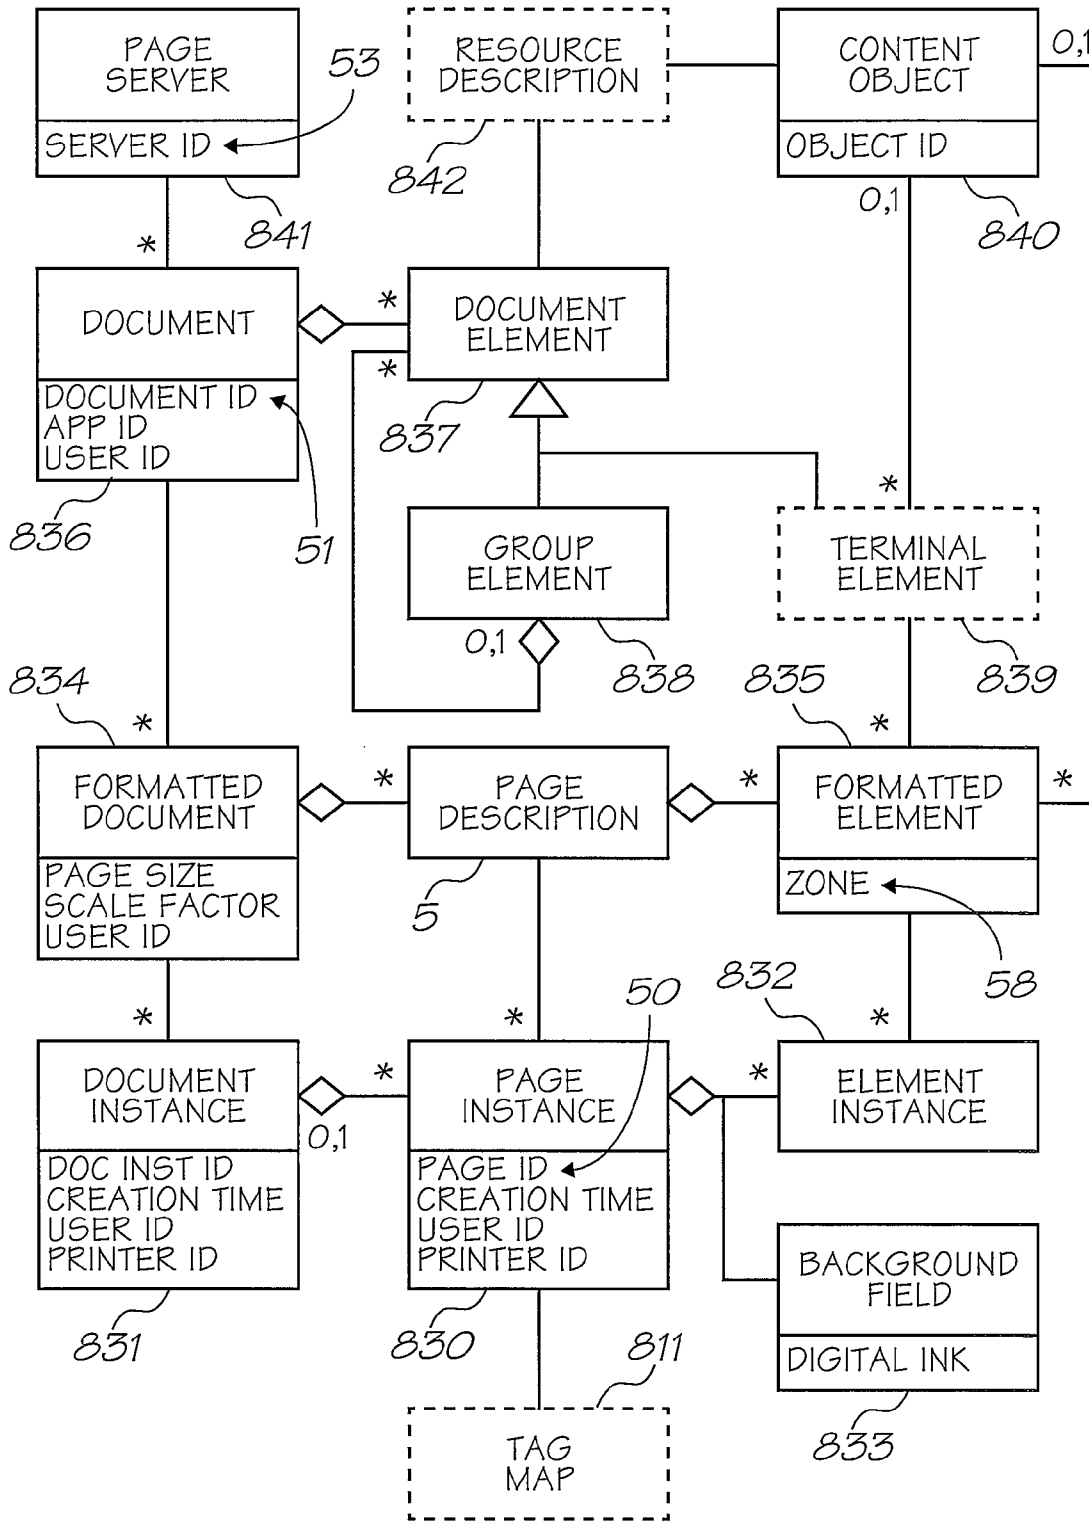 PAGE
SERVER
SERVER ID
53
841
*
RESOURCE
DESCRIPTION
842
CONTENT
OBJECT
OBJECT ID
0,1
0,1
840
DOCUMENT
DOCUMENT ID
APP ID
USER ID
836
51
*
*
DOCUMENT
ELEMENT
837
GROUP
ELEMENT
0,1
838
*
TERMINAL
ELEMENT
839
834
*
FORMATTED
DOCUMENT
PAGE SIZE
SCALE FACTOR
USER ID
*
PAGE
DESCRIPTION
5
835
*
*
FORMATTED
ELEMENT
*
ZONE
58
*
DOCUMENT
INSTANCE
0,1
DOC INST ID
CREATION TIME
USER ID
PRINTER ID
831
*
*
50
PAGE
INSTANCE
PAGE ID
CREATION TIME
USER ID
PRINTER ID
830
832
*
*
ELEMENT
INSTANCE
BACKGROUND
FIELD
DIGITAL INK
833
811
TAG
MAP